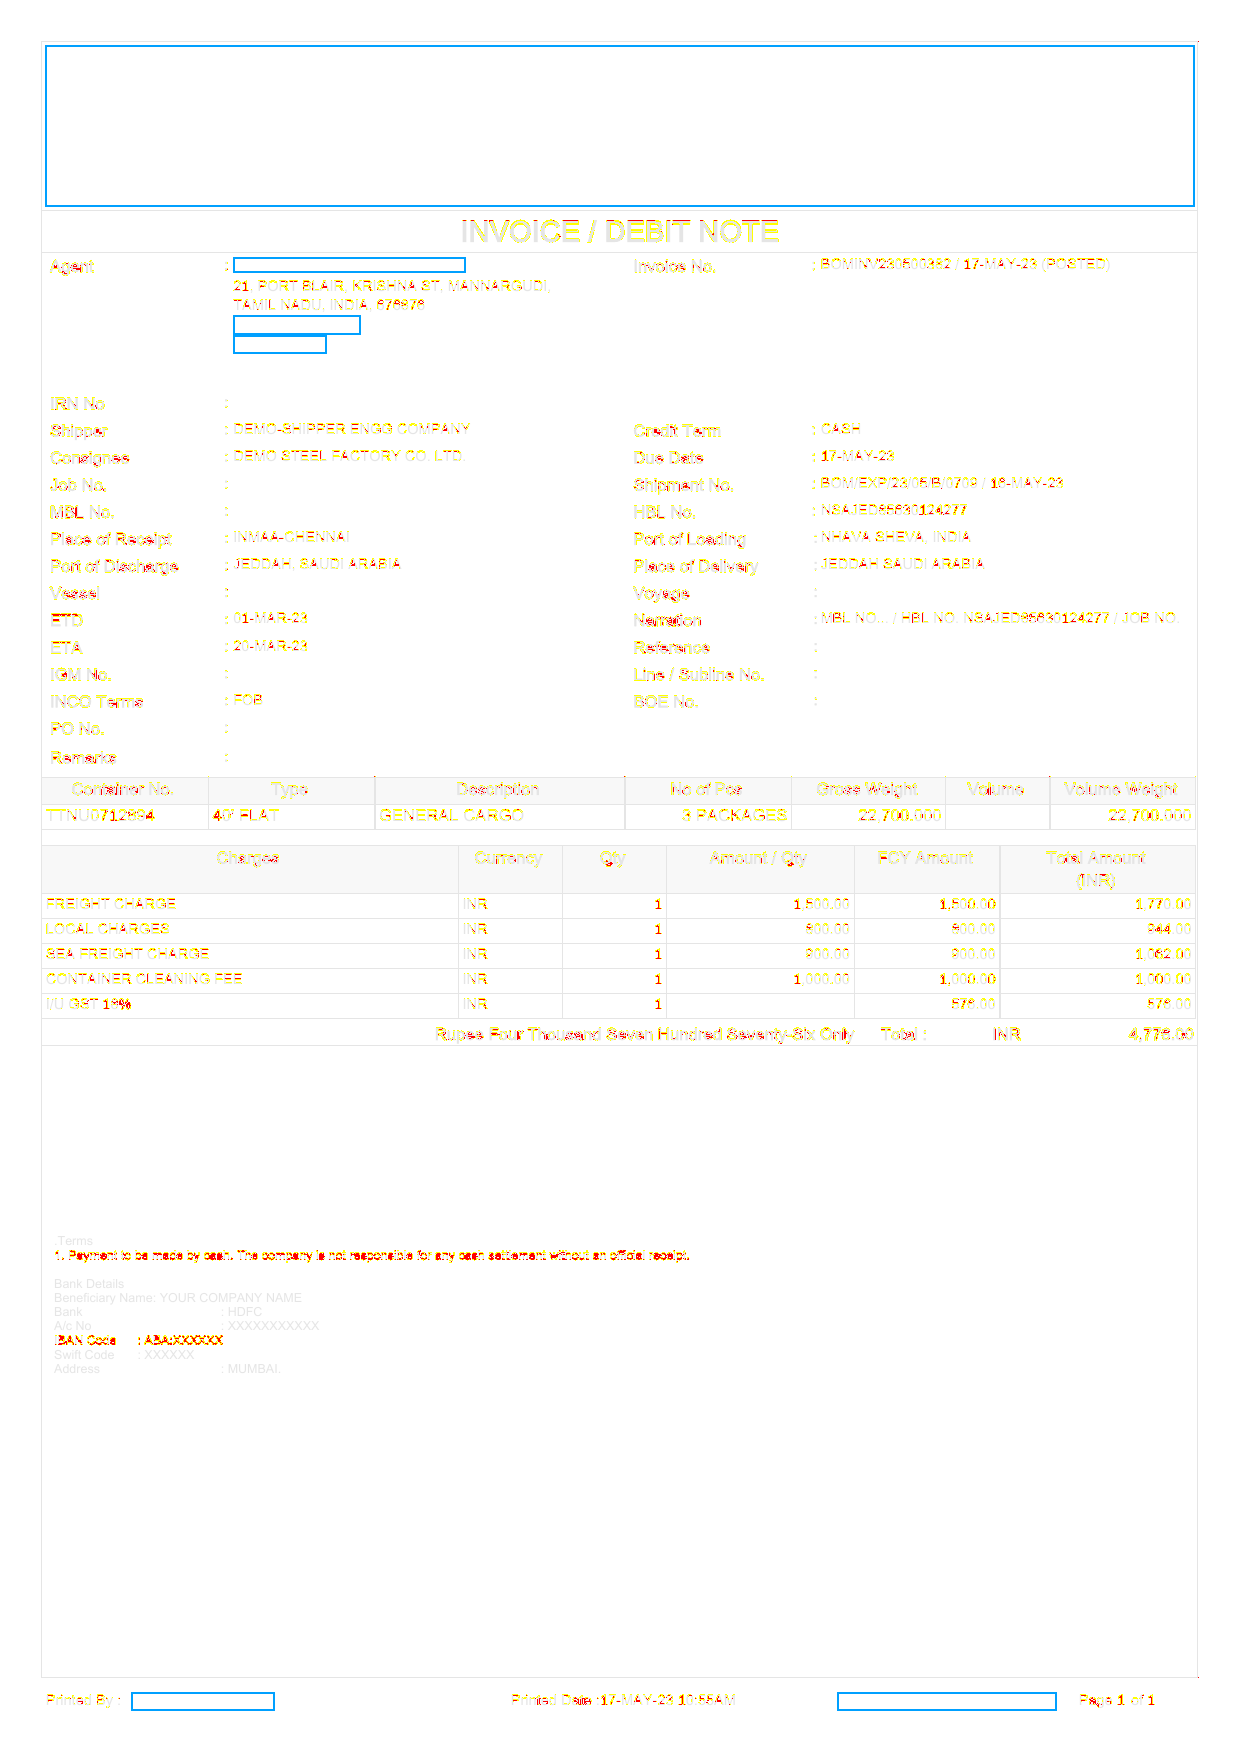 INVOICE / DEBIT NOTE
Agent : Invoice No. : / 17-MAY-23 (POSTED)
21, PORT BLAIR, KRISHNA ST, MANNARGUDI,
TAMIL NADU, INDIA,
IRN No :
Shipper : DEMO-SHIPPER ENGG COMPANY Credit Term : CASH
Consignee : DEMO STEEL FACTORY CO. LTD. Due Date : 17-MAY-23
Job No. : Shipment No. : BOM/EXP/23/05/B/0709 / 16-MAY-23
MBL No. : HBL No. :
Place of Receipt : INMAA-CHENNAI Port of Loading : NHAVA SHEVA, INDIA
Port of Discharge : JEDDAH, SAUDI ARABIA Place of Delivery : JEDDAH SAUDI ARABIA
Vessel : Voyage :
ETD : 01-MAR-23 Narration : MBL NO... / HBL NO. / JOB NO.
ETA : 20-MAR-23 Reference :
IGM No. : Line / Subline No. :
INCO Terms : FOB BOE No. :
PO No. :
Remarks :
Container No. Type Description No of Pcs Gross Weight Volume Volume Weight
40' FLAT GENERAL CARGO 3 PACKAGES 22,700.000 22,700.000
Charges Currency Qty Amount / Qty FCY Amount Total Amount
(INR)
FREIGHT CHARGE INR 1 1,500.00 1,500.00 1,770.00
LOCAL CHARGES INR 1 800.00 800.00 944.00
SEA FREIGHT CHARGE INR 1 900.00 900.00 1,062.00
CONTAINER CLEANING FEE INR 1 1,000.00 1,000.00 1,000.00
I/U GST 18% INR 1 576.00 576.00
Rupee Four Thousand Seven Hundred Seventy-Six Only Total : INR 4,776.00
.Terms
1. Payment to be made by cash. The company is not responsible for any cash settlement without an official receipt.
Bank Details
Beneficiary Name: YOUR COMPANY NAME
Bank : HDFC
A/c No. : XXXXXXXXXXX
IBAN Code : ABA:XXXXXX
Swift Code : XXXXXX
Address : MUMBAI.
Printed By : Printed Date :17-MAY-23 Page 1 of 1